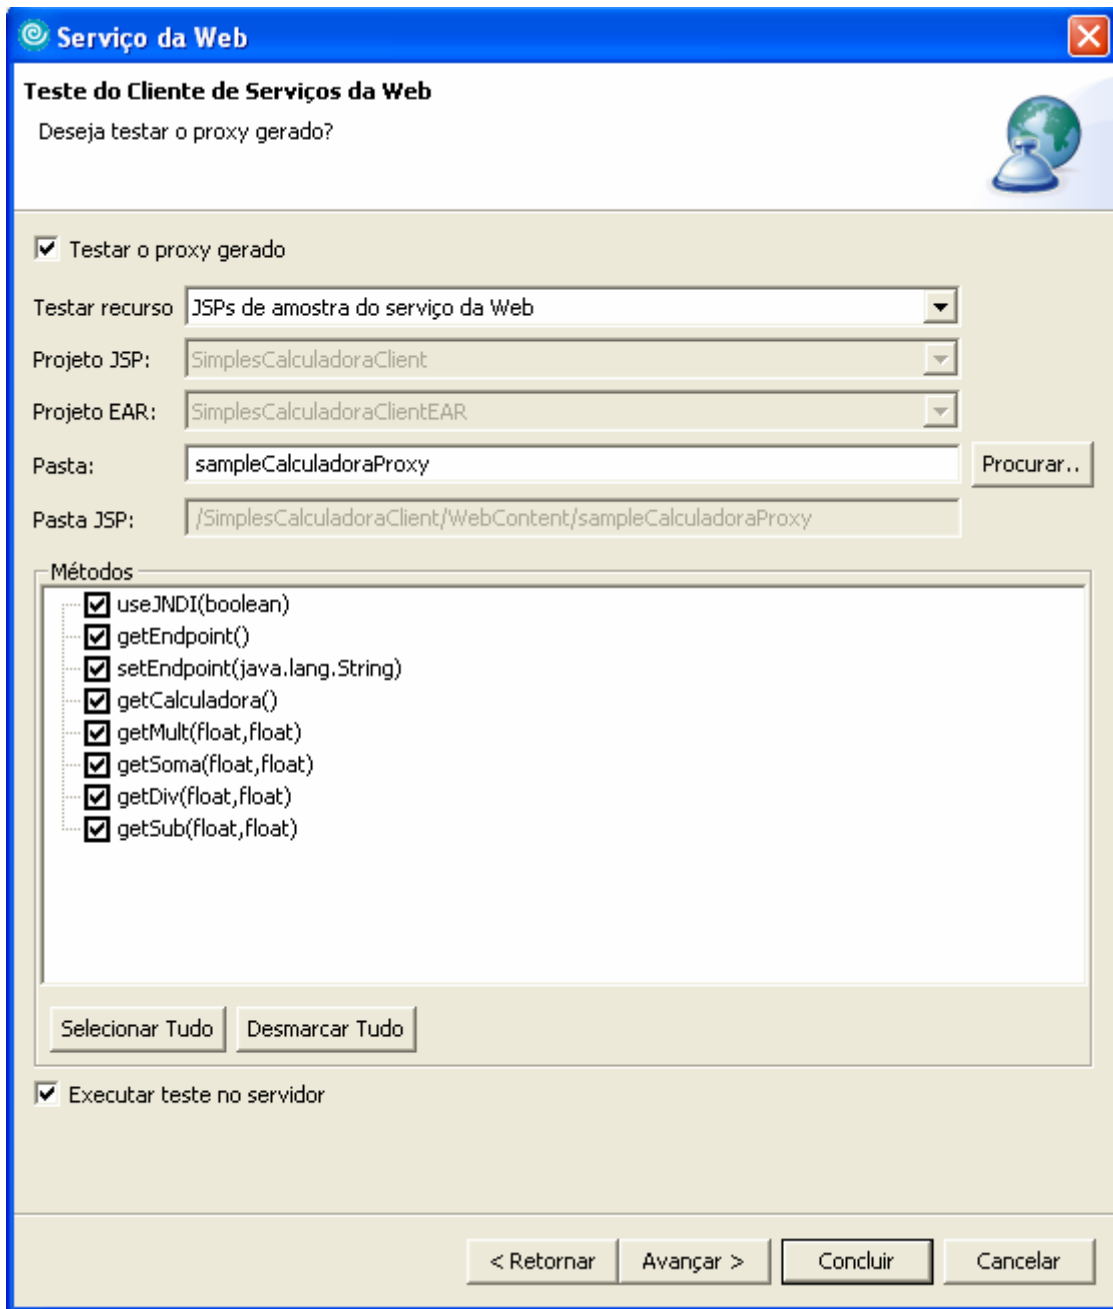 Serviço da Web
Teste do Cliente de Serviços da Web
Deseja testar o proxy gerado?
Testar o proxy gerado
Testar recurso JSPs de amostra do serviço da Web
Projeto JSP: SimplesCalculadoraClient
Projeto EAR: SimplesCalculadoraClientEAR
Pasta: sampleCalculadoraProxy Procurar..
Pasta JSP: /SimplesCalculadoraClient/WebContent/sampleCalculadoraProxy
Métodos
useJNDI(boolean)
getEndpoint()
setEndpoint(java.lang.String)
getCalculadora()
getMult(float,float)
getSoma(float,float)
getDiv(float,float)
getSub(float,float)
Selecionar Tudo Desmarcar Tudo
Executar teste no servidor
< Retornar Avançar > Concluir Cancelar